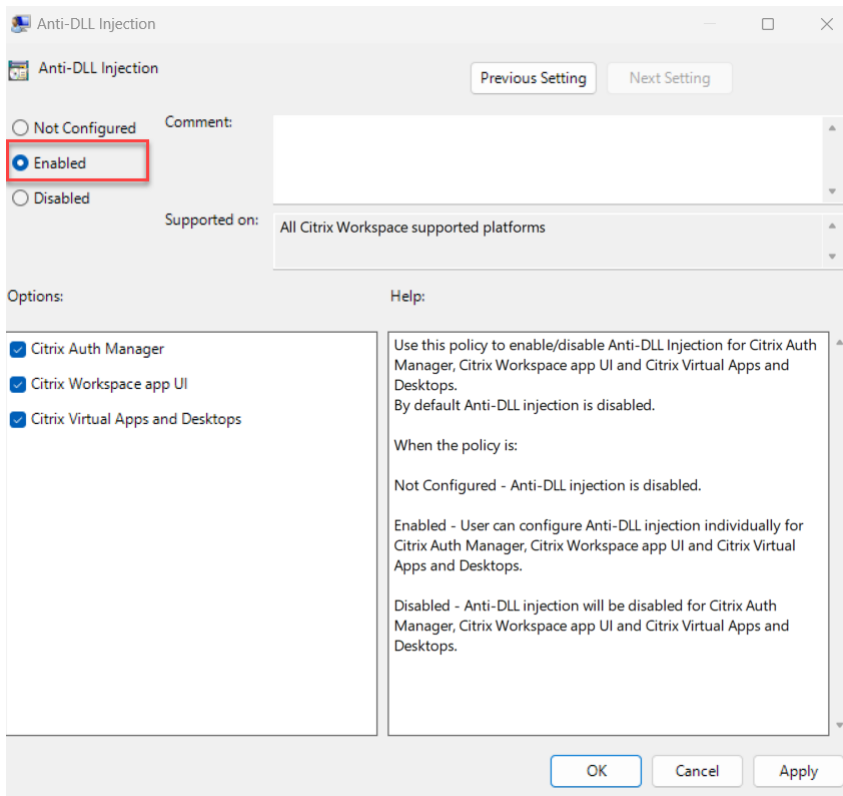 Anti-DLL Injection
Anti-DLL Injection
Previous Setting
Next Setting
Not Configured
Comment:
Enabled
Disabled
Supported on:
All Citrix Workspace supported platforms
Options:
Help:
Citrix Auth Manager
Citrix Workspace app UI
Citrix Virtual Apps and Desktops
Use this policy to enable/disable Anti-DLL Injection for Citrix Auth
Manager, Citrix Workspace app UI and Citrix Virtual Apps and
Desktops.
By default Anti-DLL injection is disabled.
When the policy is:
Not Configured - Anti-DLL injection is disabled.
Enabled - User can configure Anti-DLL injection individually for
Citrix Auth Manager, Citrix Workspace app UI and Citrix Virtual
Apps and Desktops.
Disabled - Anti-DLL injection will be disabled for Citrix Auth
Manager, Citrix Workspace app UI and Citrix Virtual Apps and
Desktops.
OK
Cancel
Apply